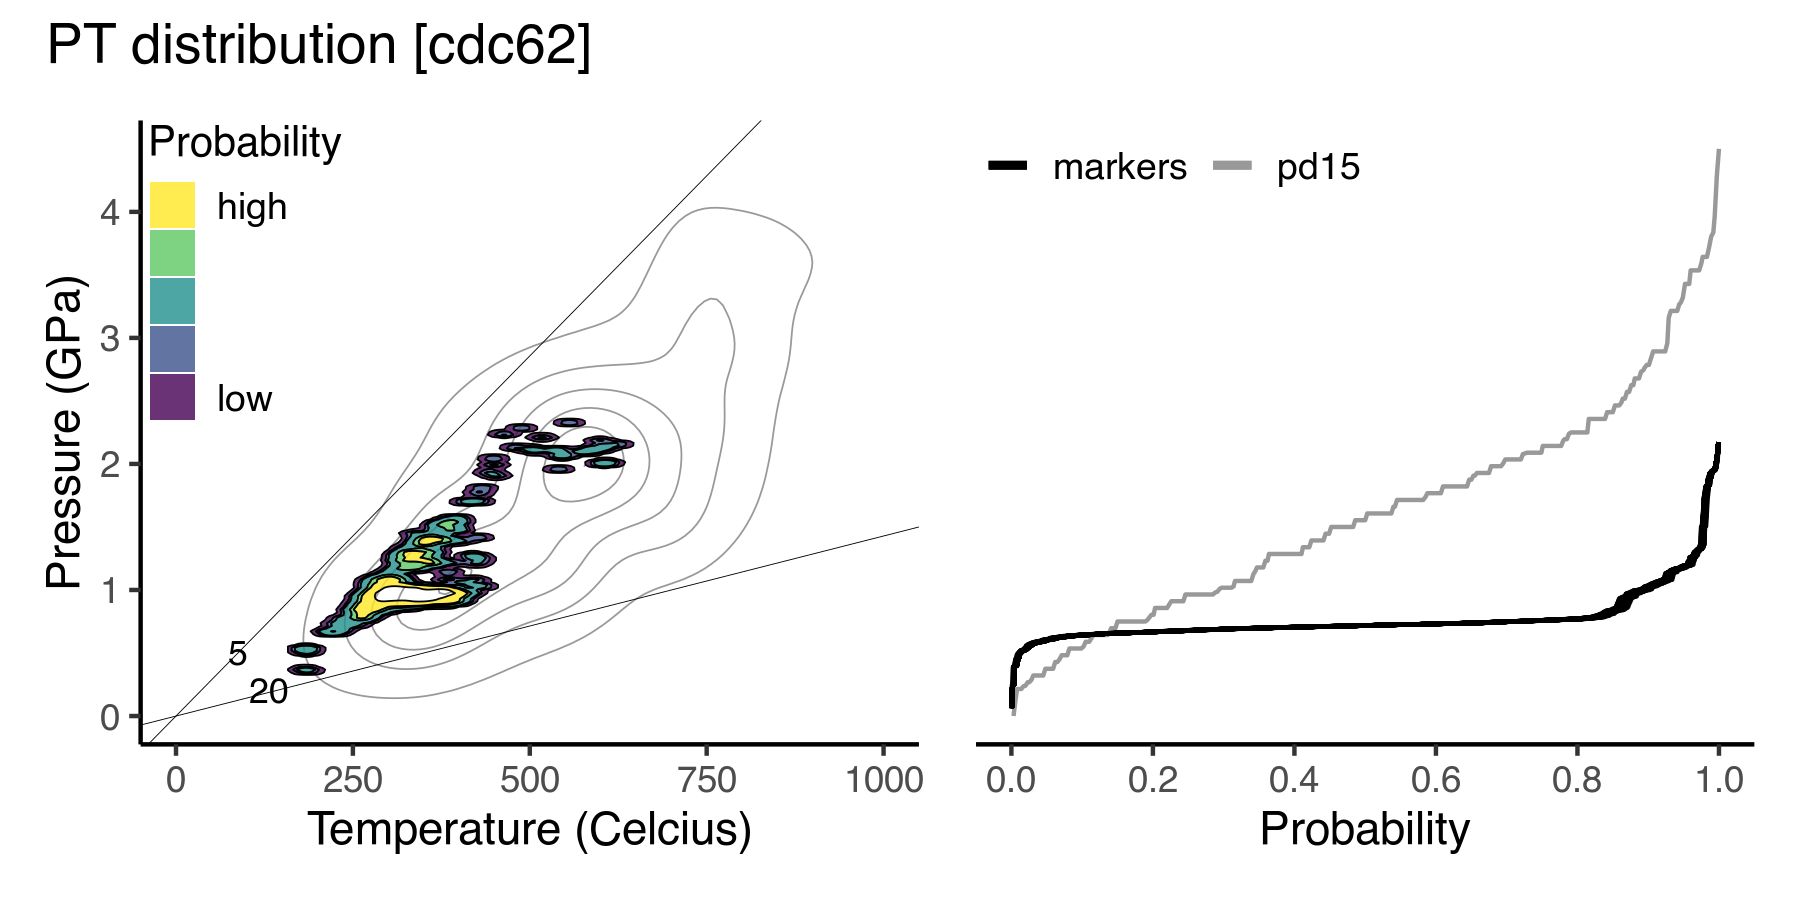 PT distribution [cdc62]
Probability
high
low
Pressure (GPa)
4
3
2
1
0
5
20
0 250 500 750 1000
Temperature (Celcius)
markers pd15
0.0 0.2 0.4 0.6 0.8 1.0
Probability